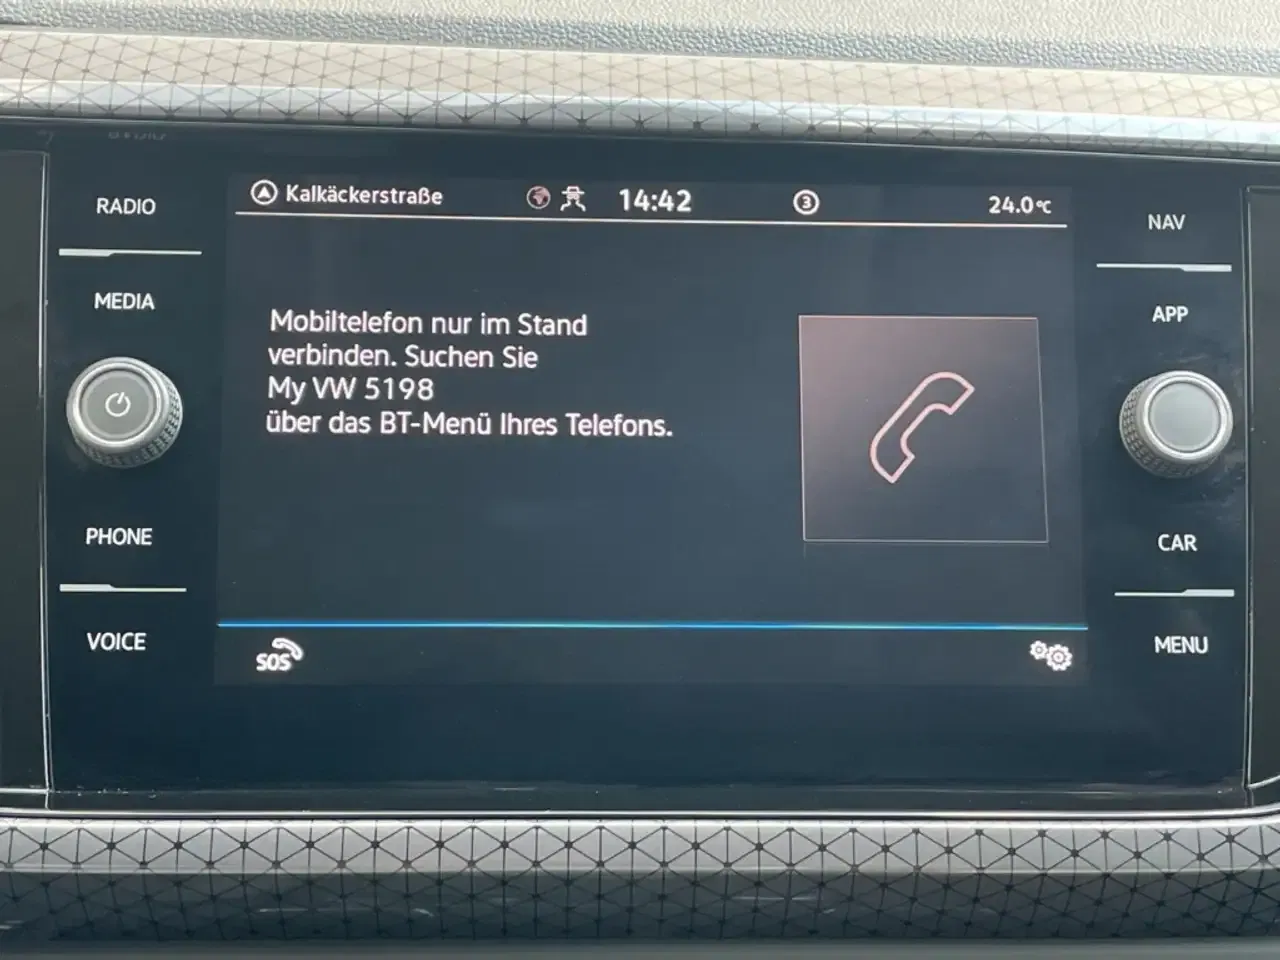 RADIO
MEDIA
PHONE
VOICE
Kalkäckerstraße 14:42 3 24.0°C
Mobiltelefon nur im Stand
verbinden. Suchen Sie
My VW 5198
über das BT-Menü Ihres Telefons.
SOS
NAV
APP
CAR
MENU